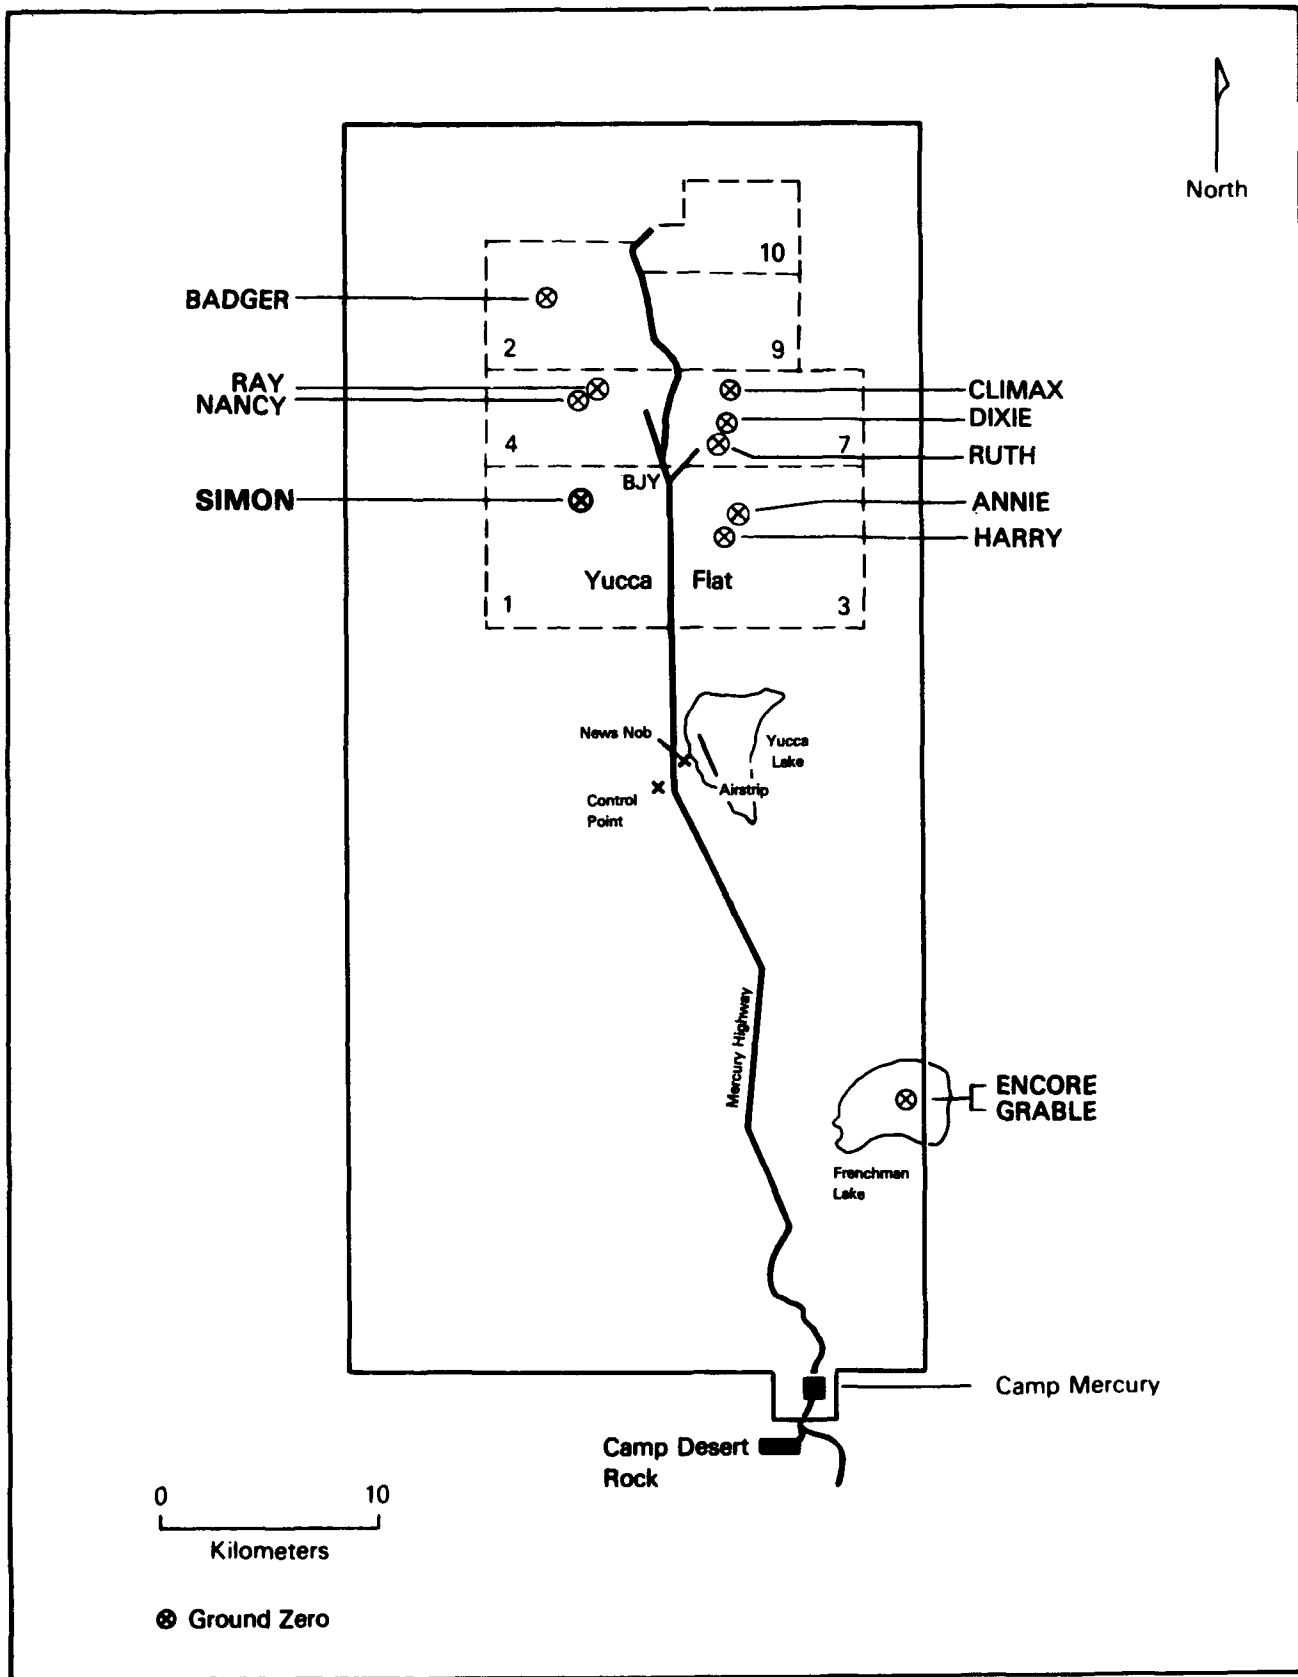 North
10
BADGER
2
9
RAY
NANCY
CLIMAX
DIXIE
4
7
RUTH
BJY
SIMON
ANNIE
HARRY
Yucca Flat
1
3
News Nob
Yucca
Lake
Airstrip
Control
Point
Mercury Highway
ENCORE
GRABLE
Frenchman
Lake
Camp Mercury
Camp Desert
Rock
0 10
Kilometers
Ground Zero